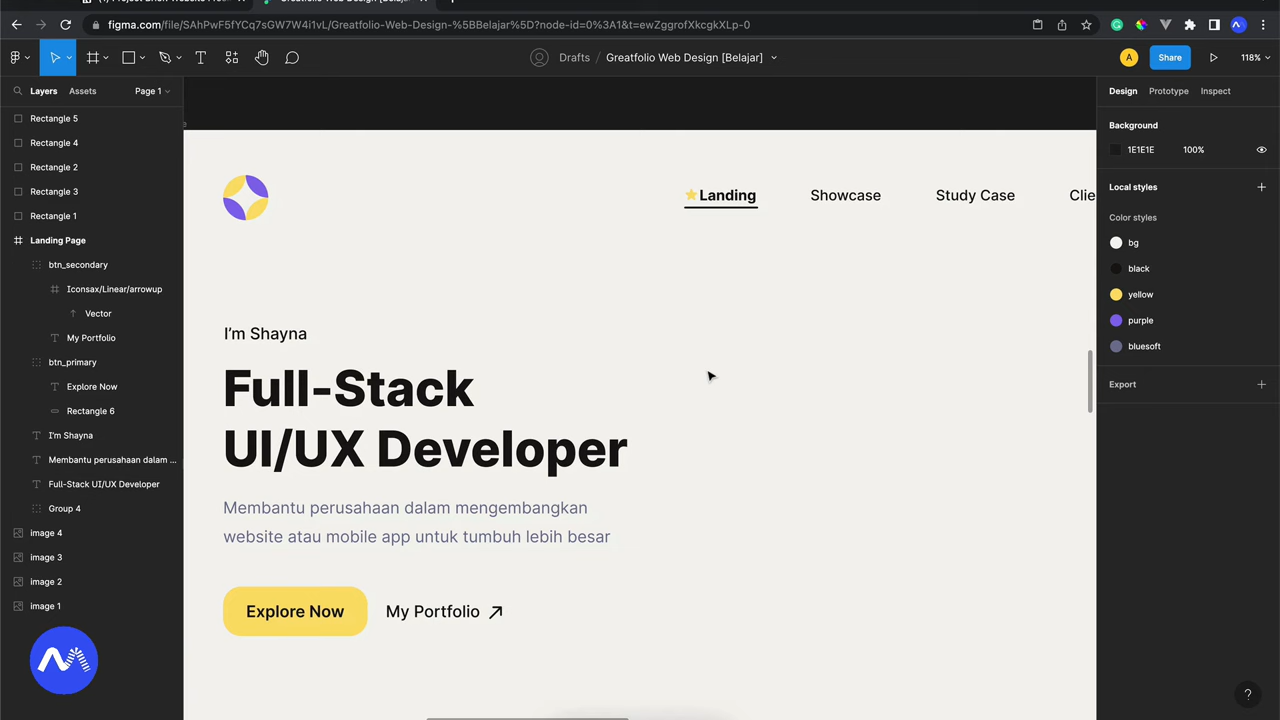 figma.com/file/SAhPwF5fYCq7sGW7W4i1vL/Greatfolio-Web-Design-%5BBelajar%5D?node-id=0%3A1&t=ewZggrofXkcgkXLp-0
Drafts / Greatfolio Web Design [Belajar]
A
Share
118%
Layers
Assets
Page 1
Rectangle 5
Rectangle 4
Rectangle 2
Rectangle 3
Rectangle 1
Landing Page
btn_secondary
Iconsax/Linear/arrowup
Vector
My Portfolio
btn_primary
Explore Now
Rectangle 6
I'm Shayna
Membantu perusahaan dalam ...
Full-Stack UI/UX Developer
Group 4
image 4
image 3
image 2
image 1
Landing
Showcase
Study Case
Clie
I'm Shayna
Full-Stack
UI/UX Developer
Membantu perusahaan dalam mengembangkan
website atau mobile app untuk tumbuh lebih besar
Explore Now
My Portfolio
Design
Prototype
Inspect
Background
1E1E1E
100%
Local styles
Color styles
bg
black
yellow
purple
bluesoft
Export
?